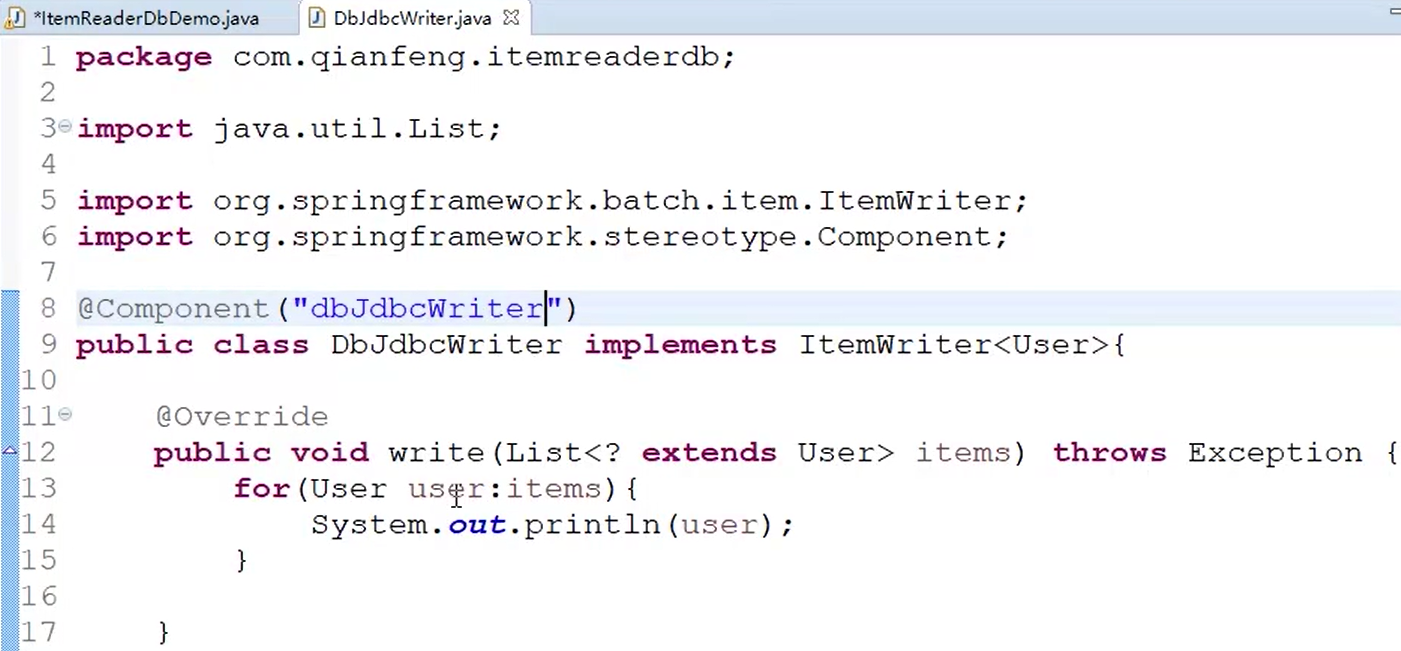 *ItemReaderDbDemo.java DbJdbcWriter.java
1 package com.qianfeng.itemreaderdb;
2
3 import java.util.List;
4
5 import org.springframework.batch.item.ItemWriter;
6 import org.springframework.stereotype.Component;
7
8 @Component("dbJdbcWriter")
9 public class DbJdbcWriter implements ItemWriter<User>{
10
11 @Override
12 public void write(List<? extends User> items) throws Exception {
13 for(User user:items){
14 System.out.println(user);
15 }
16
17 }